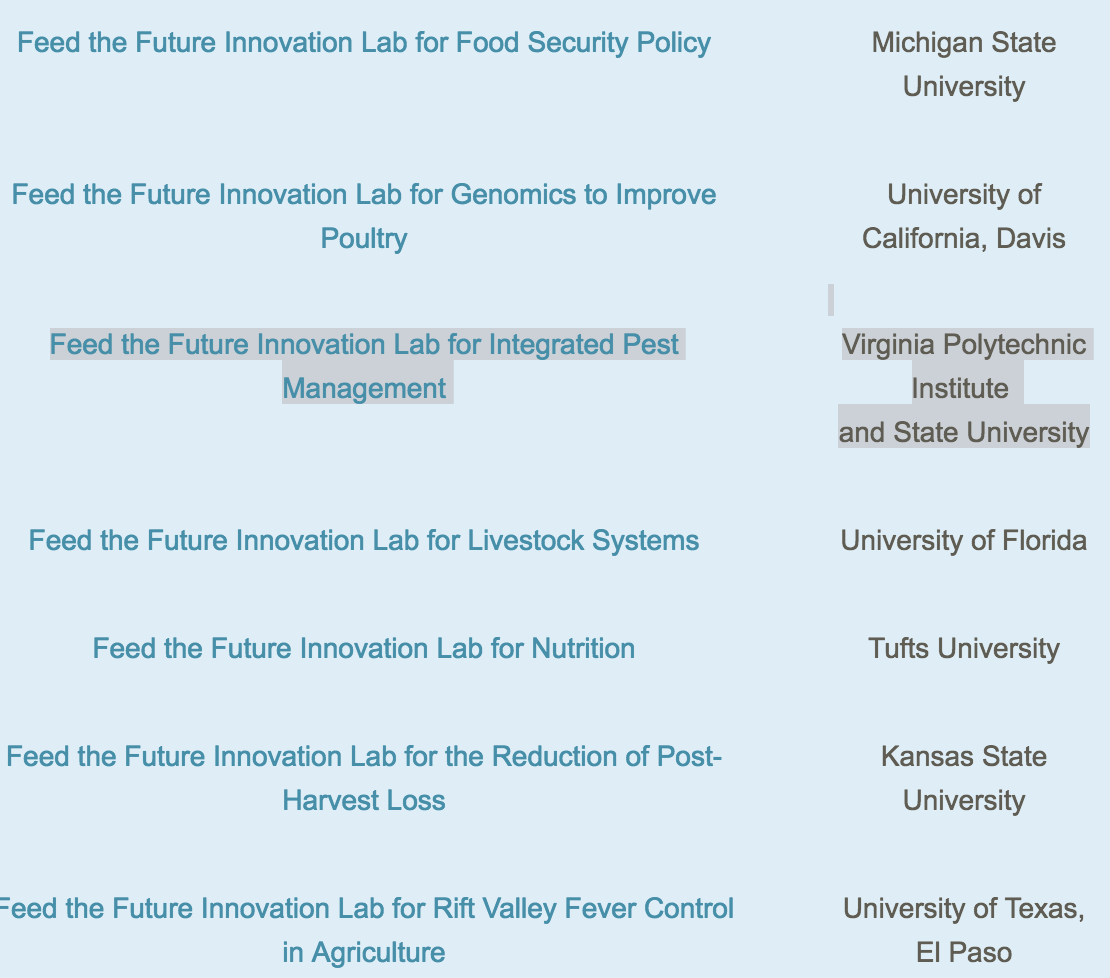 Feed the Future Innovation Lab for Food Security Policy
Michigan State
University
Feed the Future Innovation Lab for Genomics to Improve
Poultry
University of
California, Davis
Feed the Future Innovation Lab for Integrated Pest
Management
Virginia Polytechnic
Institute
and State University
Feed the Future Innovation Lab for Livestock Systems
University of Florida
Feed the Future Innovation Lab for Nutrition
Tufts University
Feed the Future Innovation Lab for the Reduction of Post-
Harvest Loss
Kansas State
University
Feed the Future Innovation Lab for Rift Valley Fever Control
in Agriculture
University of Texas,
El Paso